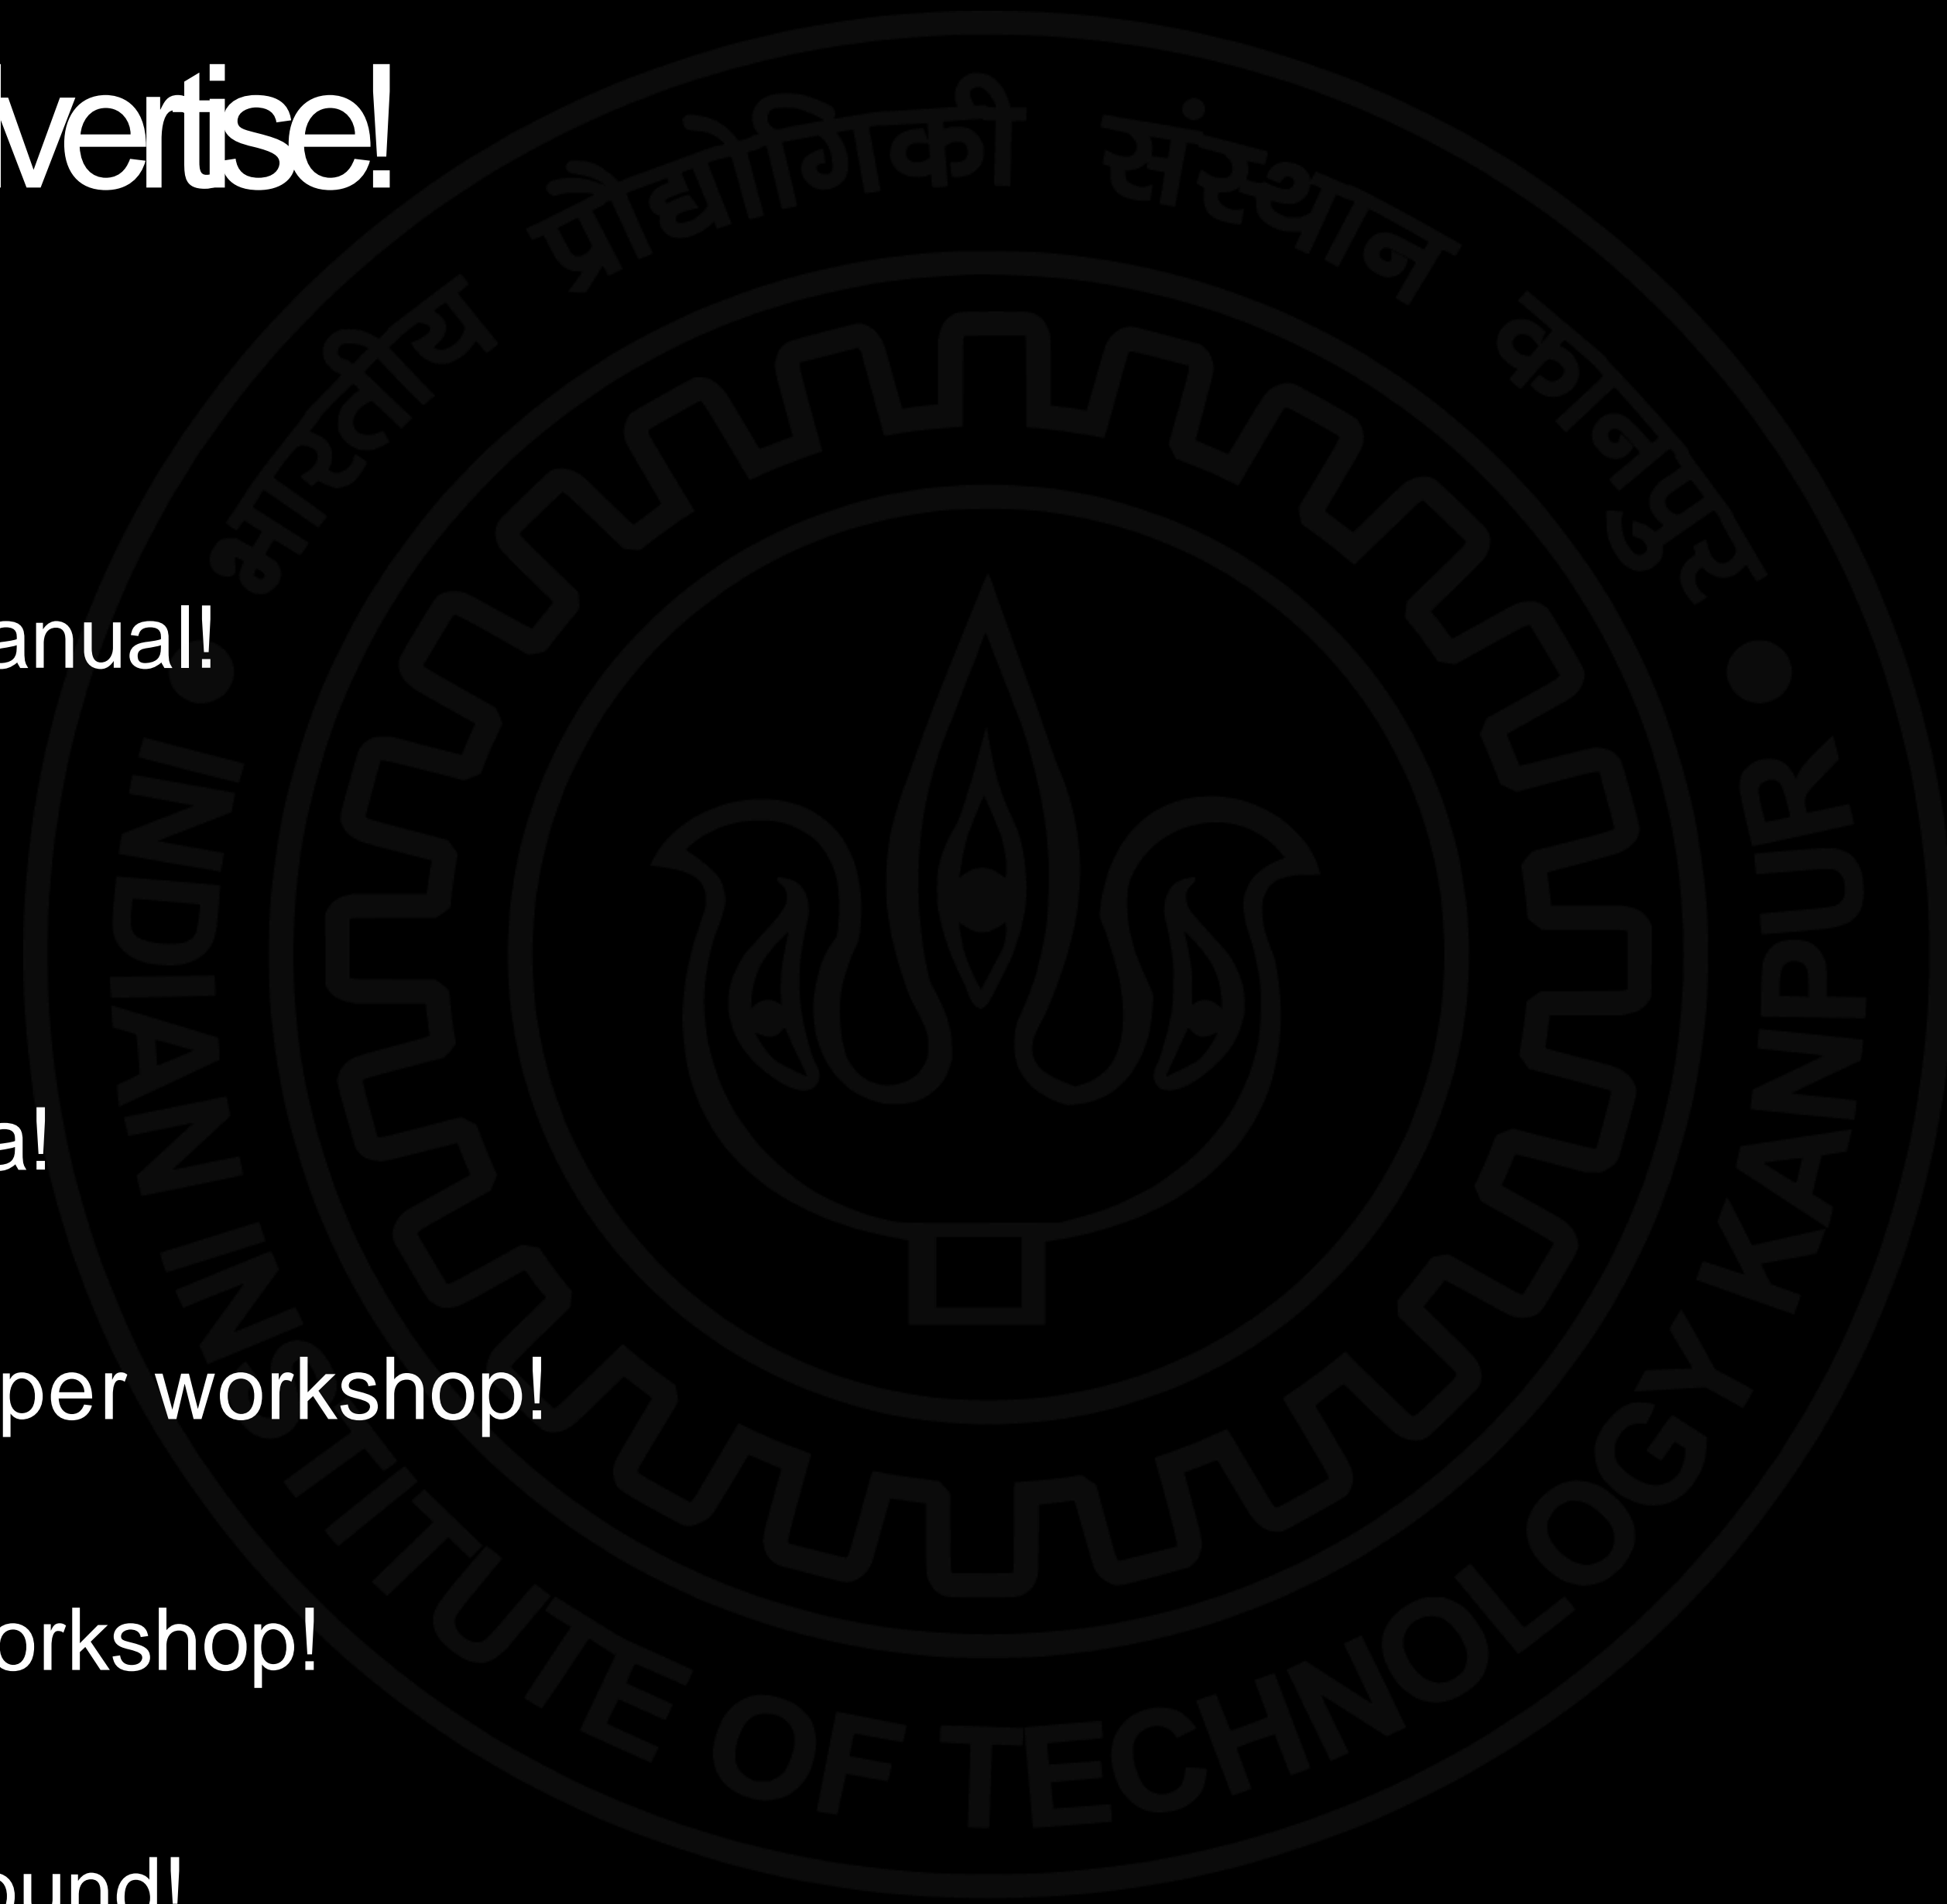 vertise!
भारतीय प्रौद्योगिकी संस्थान कानपुर
anual!
a!
per workshop!
orkshop!
ound!
INDIAN INSTITUTE OF TECHNOLOGY KANPUR